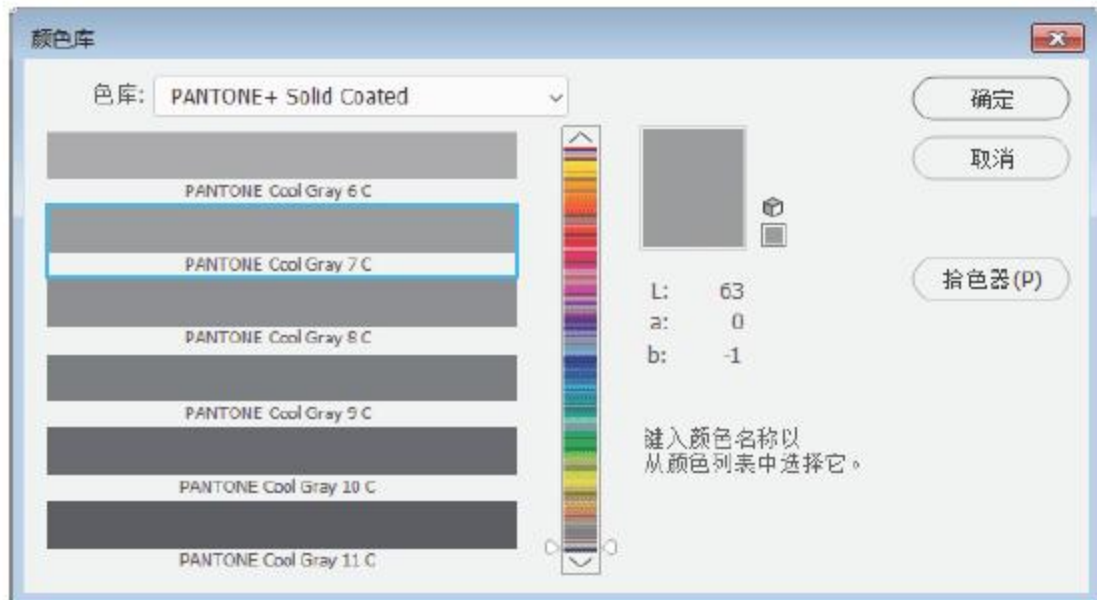 颜色库
色库: PANTONE+ Solid Coated
PANTONE Cool Gray 6 C
PANTONE Cool Gray 7 C
PANTONE Cool Gray 8 C
PANTONE Cool Gray 9 C
PANTONE Cool Gray 10 C
PANTONE Cool Gray 11 C
L: 63
a: 0
b: -1
键入颜色名称以
从颜色列表中选择它。
确定
取消
拾色器(P)